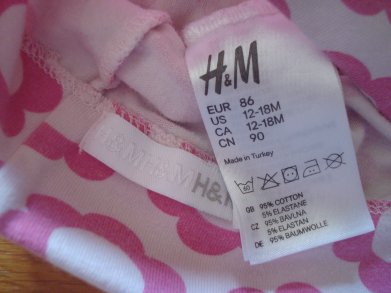 H&M
EUR 86
US 12-18M
CA 12-18M
CN 90
Made in Turkey
60
GB 95% COTTON
5% ELASTANE
CZ 95% BAVLNA
5% ELASTAN
DE 95% BAUMWOLLE
H&M H&M H&M